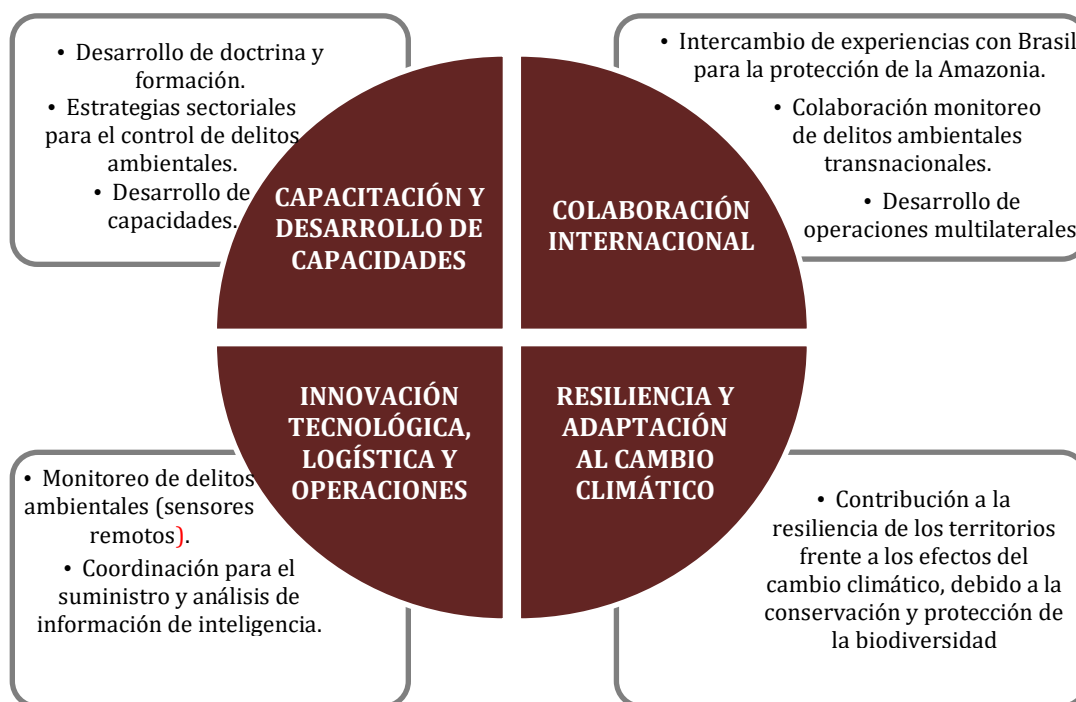 • Desarrollo de doctrina y
formación.
• Estrategias sectoriales
para el control de delitos
ambientales.
• Desarrollo de
capacidades.
• Intercambio de experiencias con Brasil
para la protección de la Amazonia.
• Colaboración monitoreo
de delitos ambientales
transnacionales.
• Desarrollo de
operaciones multilaterales
CAPACITACIÓN Y
DESARROLLO DE
CAPACIDADES
COLABORACIÓN
INTERNACIONAL
INNOVACIÓN
TECNOLÓGICA,
LOGÍSTICA Y
OPERACIONES
RESILIENCIA Y
ADAPTACIÓN
AL CAMBIO
CLIMÁTICO
• Monitoreo de delitos
ambientales (sensores
remotos).
• Coordinación para el
suministro y análisis de
información de inteligencia.
• Contribución a la
resiliencia de los territorios
frente a los efectos del
cambio climático, debido a la
conservación y protección de
la biodiversidad